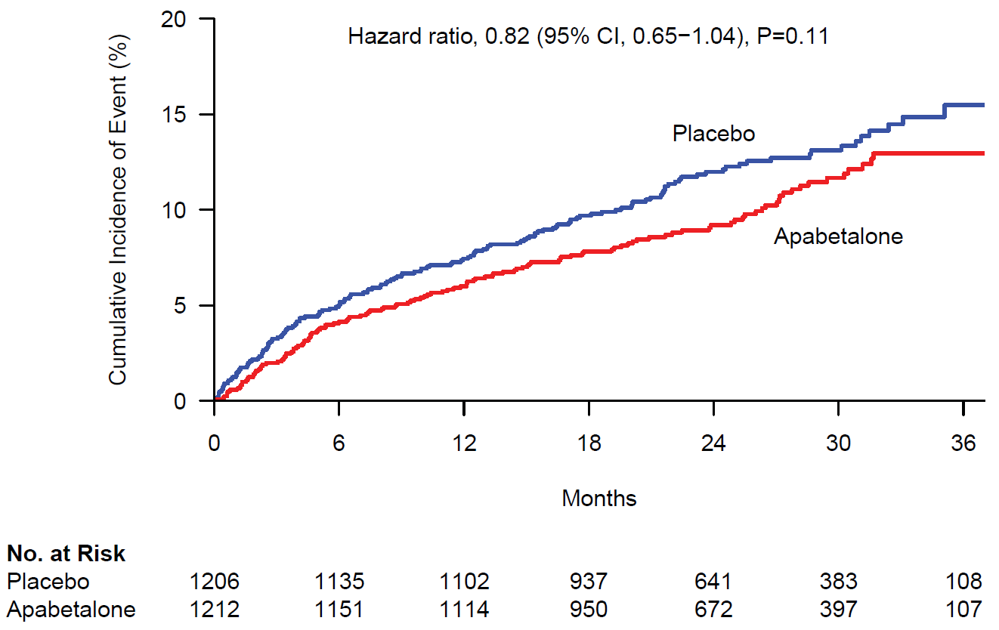 Hazard ratio, 0.82 (95% CI, 0.65−1.04), P=0.11
Cumulative Incidence of Event (%)
20
15
10
5
0
Placebo
Apabetalone
0 6 12 18 24 30 36
Months
No. at Risk
Placebo 1206 1135 1102 937 641 383 108
Apabetalone 1212 1151 1114 950 672 397 107